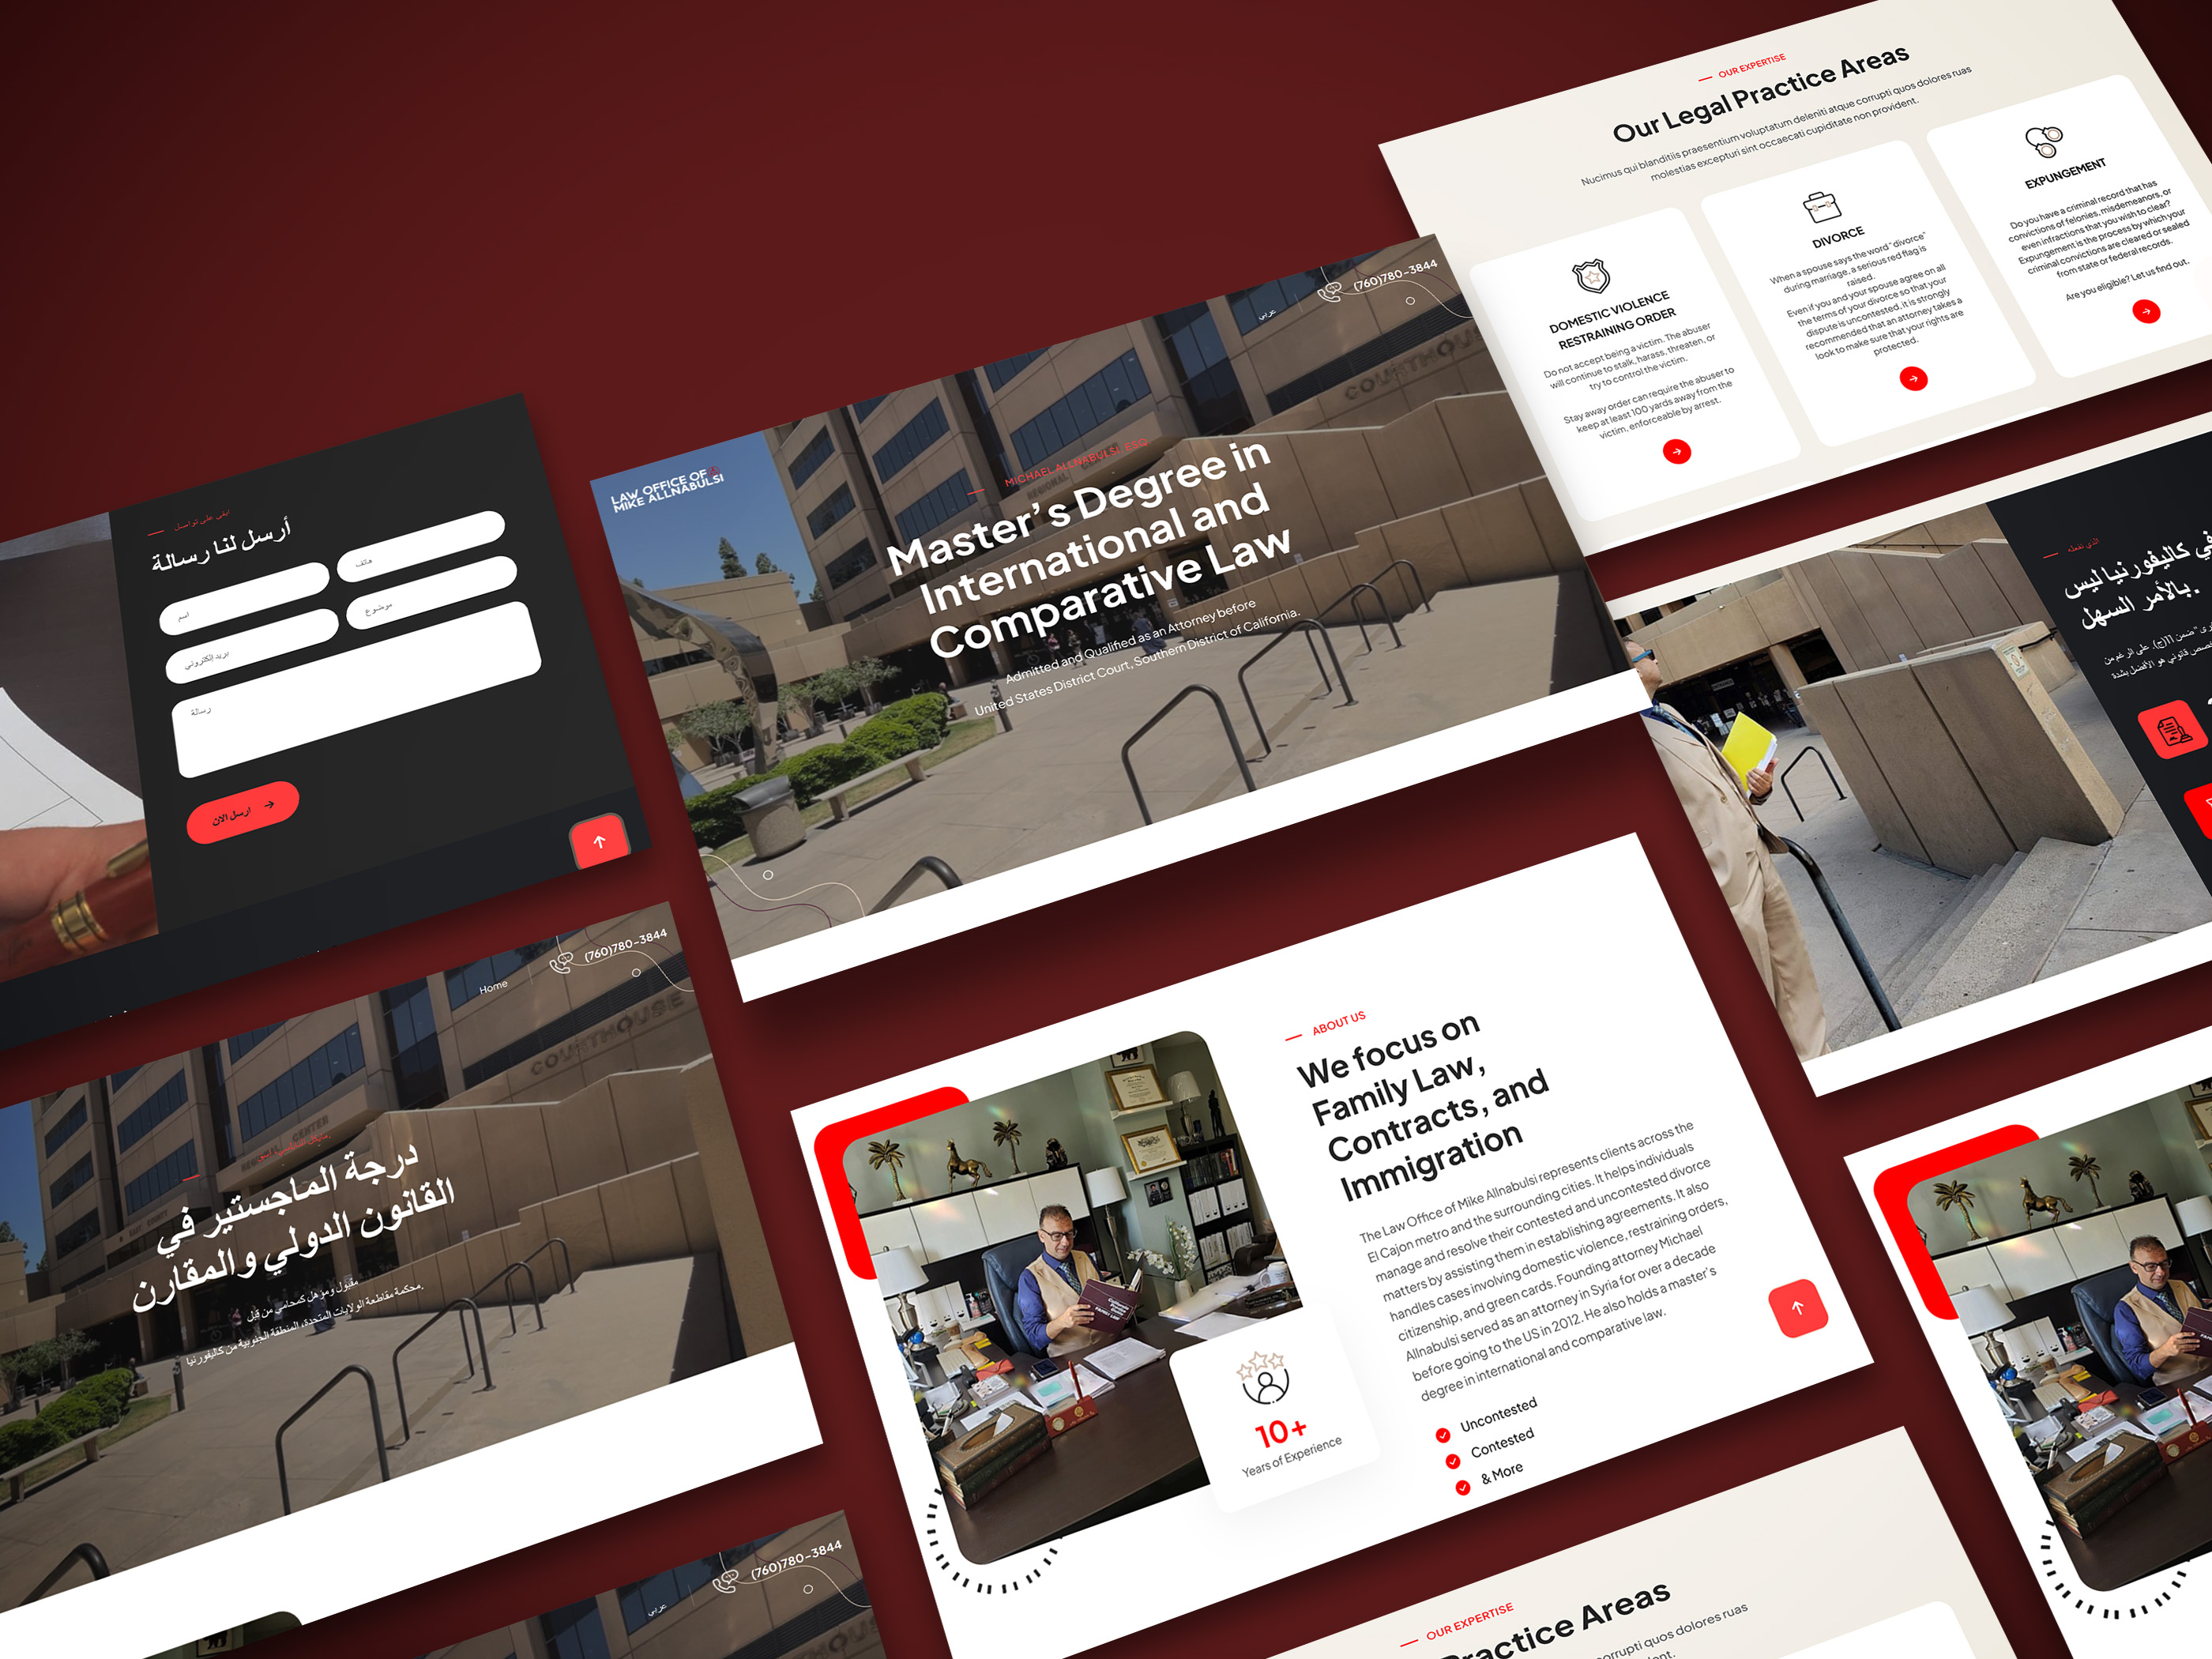 OUR EXPERTISE
Our Legal Practice Areas
Nucimus qui blanditiis praesentium voluptatum deleniti atque corrupti quos dolores ruas
molestias excepturi sint occaecati cupiditate non provident.
DOMESTIC VIOLENCE
RESTRAINING ORDER
Do not accept being a victim. The abuser
will continue to stalk, harass, threaten, or
try to control the victim.
Stay away order can require the abuser to
keep at least 100 yards away from the
victim, enforceable by arrest.
DIVORCE
When a spouse says the word "divorce"
during marriage, a serious red flag is
raised.
Even if you and your spouse agree on all
the terms of your divorce so that your
dispute is uncontested, it is strongly
recommended that an attorney takes a
look to make sure that your rights are
protected.
EXPUNGEMENT
Do you have a criminal record that has
convictions of felonies, misdemeanors, or
even infractions that you wish to clear?
Expungement is the process by which your
criminal convictions are cleared or sealed
from state or federal records.
Are you eligible? Let us find out.
LAW OFFICE OF
MIKE ALLNABULSI
عربي
(760)780-3844
COURTHOUSE
REGIONAL
MICHAEL ALLNABULSI, ESQ.
Master's Degree in
International and
Comparative Law
Admitted and Qualified as an Attorney before
United States District Court, Southern District of California.
ابقى على تواصل
أرسل لنا رسالة
اسم
هاتف
بريد إلكتروني
موضوع
رسالة
ارسل الآن
الذي نفعله
في كاليفورنيا ليس
بالأمر السهل.
ضمن 11(ج). على الرغم من
قانوني هو الأفضل بشدة
Home
(760)780-3844
COURTHOUSE
CENTER
درجة الماجستير في
القانون الدولي والمقارن
مقبول ومؤهل كمحامي من قبل
محكمة مقاطعة الولايات المتحدة، المنطقة الجنوبية من كاليفورنيا.
ABOUT US
We focus on
Family Law,
Contracts, and
Immigration
The Law Office of Mike Allnabulsi represents clients across the
El Cajon metro and the surrounding cities. It helps individuals
manage and resolve their contested and uncontested divorce
matters by assisting them in establishing agreements. It also
handles cases involving domestic violence, restraining orders,
citizenship, and green cards. Founding attorney Michael
Allnabulsi served as an attorney in Syria for over a decade
before going to the US in 2012. He also holds a master's
degree in international and comparative law.
Uncontested
Contested
& More
10+
Years of Experience
FAMILY LAW
عربي
(760)780-3844
OUR EXPERTISE
Practice Areas
corrupti quos dolores ruas